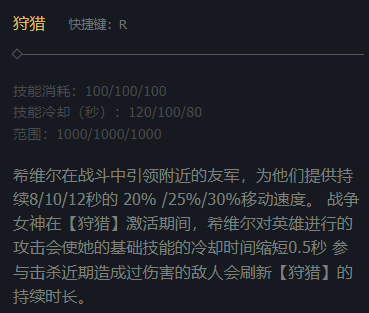 狩猎 快捷键：R
技能消耗：100/100/100
技能冷却（秒）：120/100/80
范围：1000/1000/1000
希维尔在战斗中引领附近的友军，为他们提供持
续8/10/12秒的 20% /25%/30%移动速度。 战争
女神在【狩猎】激活期间，希维尔对英雄进行的
攻击会使她的基础技能的冷却时间缩短0.5秒 参
与击杀近期造成过伤害的敌人会刷新【狩猎】的
持续时长。